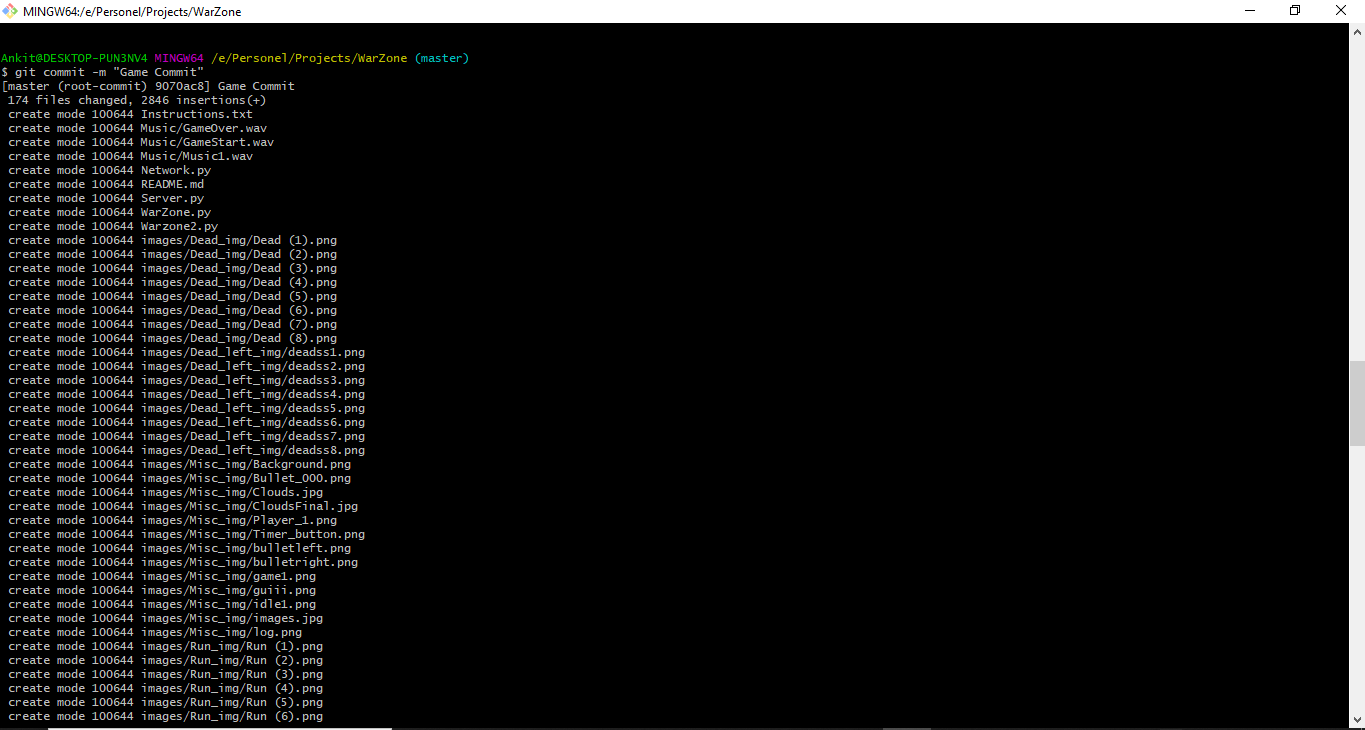 MINGW64:/e/Personel/Projects/WarZone
Ankit@DESKTOP-PUN3NV4 MINGW64 /e/Personel/Projects/WarZone (master)
$ git commit -m "Game Commit"
[master (root-commit) 9070ac8] Game Commit
 174 files changed, 2846 insertions(+)
 create mode 100644 Instructions.txt
 create mode 100644 Music/GameOver.wav
 create mode 100644 Music/GameStart.wav
 create mode 100644 Music/Music1.wav
 create mode 100644 Network.py
 create mode 100644 README.md
 create mode 100644 Server.py
 create mode 100644 WarZone.py
 create mode 100644 Warzone2.py
 create mode 100644 images/Dead_img/Dead (1).png
 create mode 100644 images/Dead_img/Dead (2).png
 create mode 100644 images/Dead_img/Dead (3).png
 create mode 100644 images/Dead_img/Dead (4).png
 create mode 100644 images/Dead_img/Dead (5).png
 create mode 100644 images/Dead_img/Dead (6).png
 create mode 100644 images/Dead_img/Dead (7).png
 create mode 100644 images/Dead_img/Dead (8).png
 create mode 100644 images/Dead_left_img/deadss1.png
 create mode 100644 images/Dead_left_img/deadss2.png
 create mode 100644 images/Dead_left_img/deadss3.png
 create mode 100644 images/Dead_left_img/deadss4.png
 create mode 100644 images/Dead_left_img/deadss5.png
 create mode 100644 images/Dead_left_img/deadss6.png
 create mode 100644 images/Dead_left_img/deadss7.png
 create mode 100644 images/Dead_left_img/deadss8.png
 create mode 100644 images/Misc_img/Background.png
 create mode 100644 images/Misc_img/Bullet_000.png
 create mode 100644 images/Misc_img/Clouds.jpg
 create mode 100644 images/Misc_img/CloudsFinal.jpg
 create mode 100644 images/Misc_img/Player_1.png
 create mode 100644 images/Misc_img/Timer_button.png
 create mode 100644 images/Misc_img/bulletleft.png
 create mode 100644 images/Misc_img/bulletright.png
 create mode 100644 images/Misc_img/game1.png
 create mode 100644 images/Misc_img/guiii.png
 create mode 100644 images/Misc_img/idle1.png
 create mode 100644 images/Misc_img/images.jpg
 create mode 100644 images/Misc_img/log.png
 create mode 100644 images/Run_img/Run (1).png
 create mode 100644 images/Run_img/Run (2).png
 create mode 100644 images/Run_img/Run (3).png
 create mode 100644 images/Run_img/Run (4).png
 create mode 100644 images/Run_img/Run (5).png
 create mode 100644 images/Run_img/Run (6).png